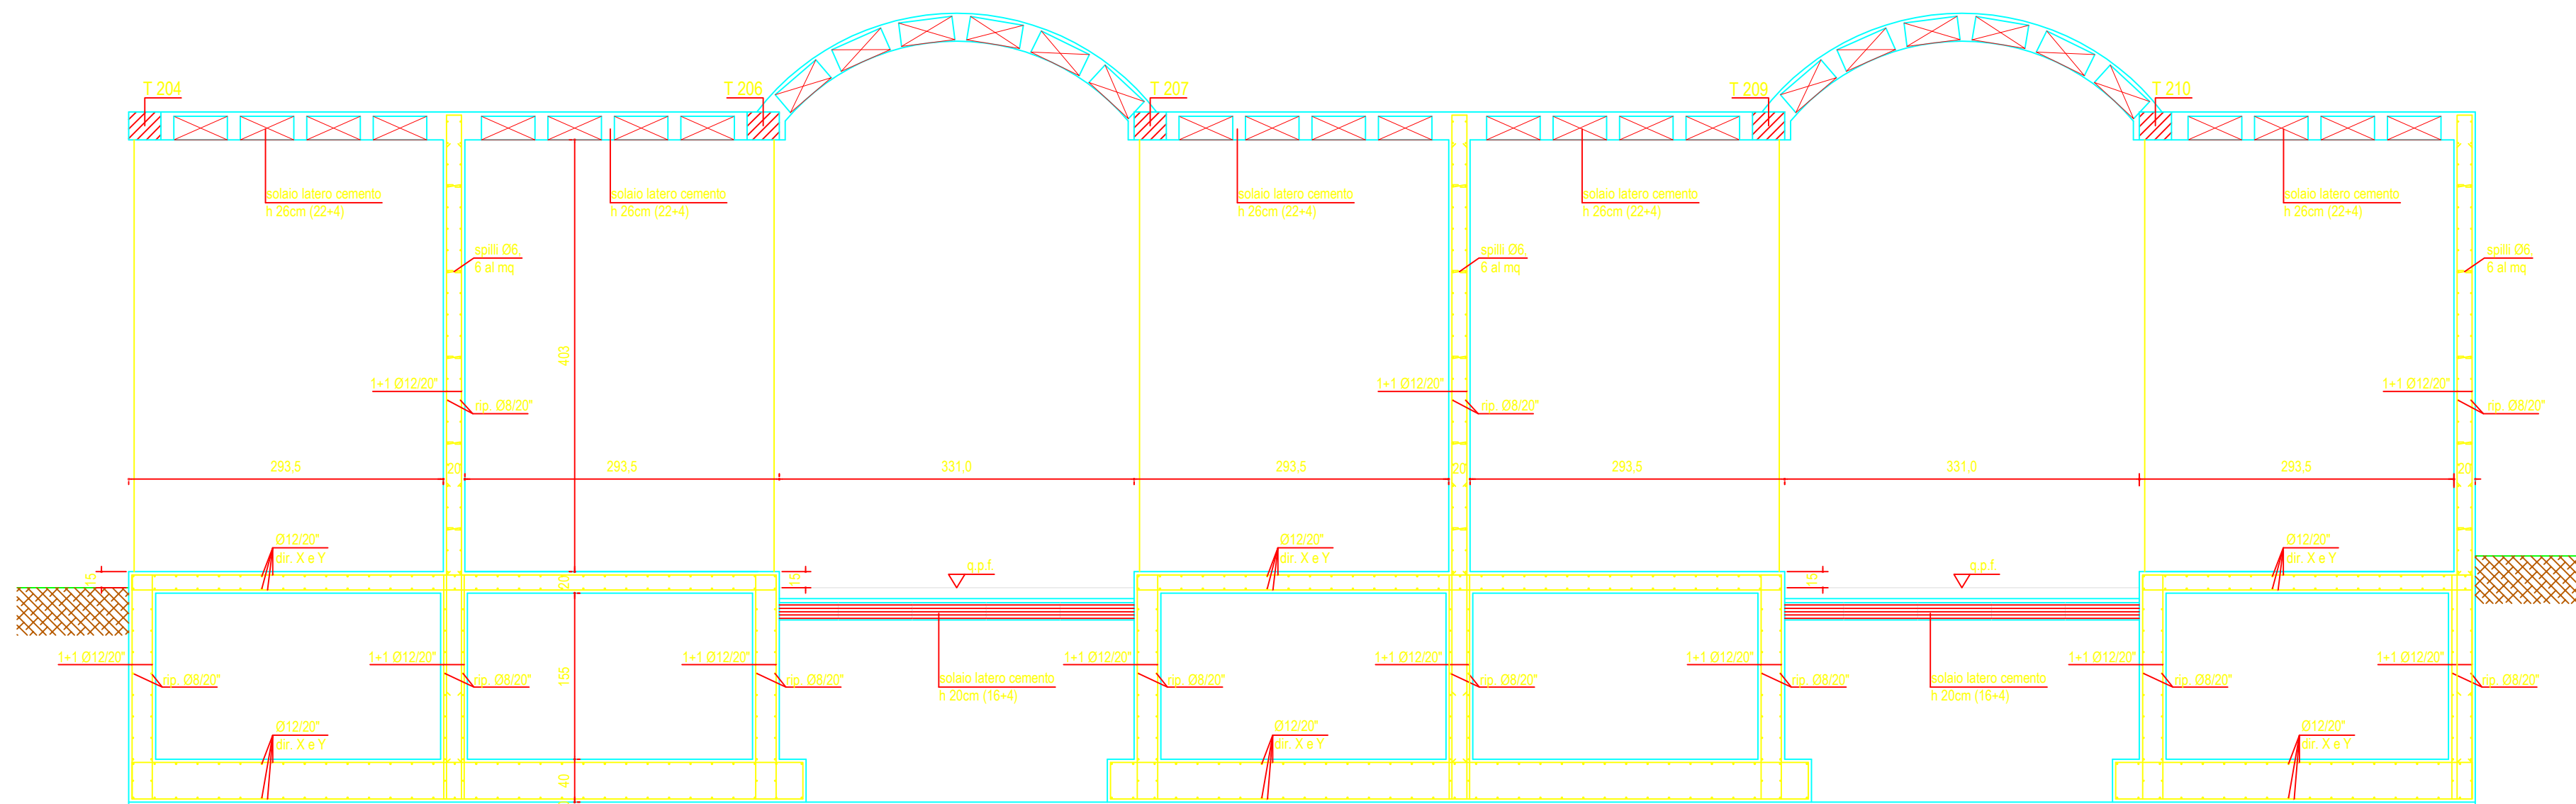 T 204
T 206
T 207
T 209
T 210
solaio latero cemento
h 26cm (22+4)
solaio latero cemento
h 26cm (22+4)
solaio latero cemento
h 26cm (22+4)
solaio latero cemento
h 26cm (22+4)
solaio latero cemento
h 26cm (22+4)
spilli Ø6
6 al mq
spilli Ø6
6 al mq
spilli Ø6
6 al mq
403
1+1 Ø12/20"
rip. Ø8/20"
1+1 Ø12/20"
rip. Ø8/20"
1+1 Ø12/20"
rip. Ø8/20"
293,5
20
293,5
331,0
293,5
20
293,5
331,0
293,5
20
Ø12/20"
dir. X e Y
Ø12/20"
dir. X e Y
Ø12/20"
dir. X e Y
15
20
15
q.p.f.
15
q.p.f.
1+1 Ø12/20"
rip. Ø8/20"
1+1 Ø12/20"
rip. Ø8/20"
155
1+1 Ø12/20"
rip. Ø8/20"
solaio latero cemento
h 20cm (16+4)
1+1 Ø12/20"
rip. Ø8/20"
1+1 Ø12/20"
rip. Ø8/20"
1+1 Ø12/20"
rip. Ø8/20"
solaio latero cemento
h 20cm (16+4)
1+1 Ø12/20"
rip. Ø8/20"
1+1 Ø12/20"
rip. Ø8/20"
Ø12/20"
dir. X e Y
40
Ø12/20"
dir. X e Y
Ø12/20"
dir. X e Y